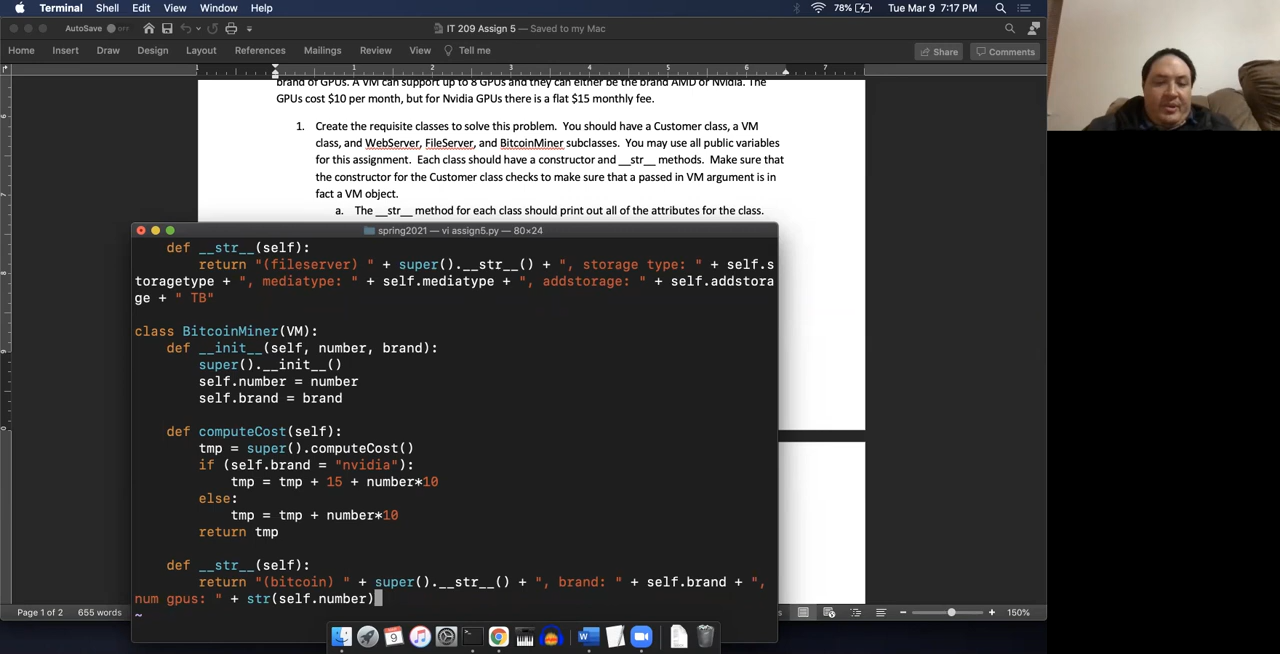 Terminal Shell Edit View Window Help 78% Tue Mar 9 7:17 PM
AutoSave OFF IT 209 Assign 5 — Saved to my Mac
Home Insert Draw Design Layout References Mailings Review View Tell me Share Comments
1 1 2 3 4 5 6 7
brand of GPUs. A VM can support up to 8 GPUs and they can either be the brand AMD or Nvidia. The
GPUs cost $10 per month, but for Nvidia GPUs there is a flat $15 monthly fee.
1. Create the requisite classes to solve this problem. You should have a Customer class, a VM
class, and WebServer, FileServer, and BitcoinMiner subclasses. You may use all public variables
for this assignment. Each class should have a constructor and __str__ methods. Make sure that
the constructor for the Customer class checks to make sure that a passed in VM argument is in
fact a VM object.
a. The __str__ method for each class should print out all of the attributes for the class.
spring2021 — vi assign5.py — 80×24
def __str__(self):
return "(fileserver) " + super().__str__() + ", storage type: " + self.s
toragetype + ", mediatype: " + self.mediatype + ", addstorage: " + self.addstora
ge + " TB"
class BitcoinMiner(VM):
def __init__(self, number, brand):
super().__init__()
self.number = number
self.brand = brand
def computeCost(self):
tmp = super().computeCost()
if (self.brand = "nvidia"):
tmp = tmp + 15 + number*10
else:
tmp = tmp + number*10
return tmp
def __str__(self):
return "(bitcoin) " + super().__str__() + ", brand: " + self.brand + ",
num gpus: " + str(self.number)
~
Page 1 of 2 655 words 150%
9